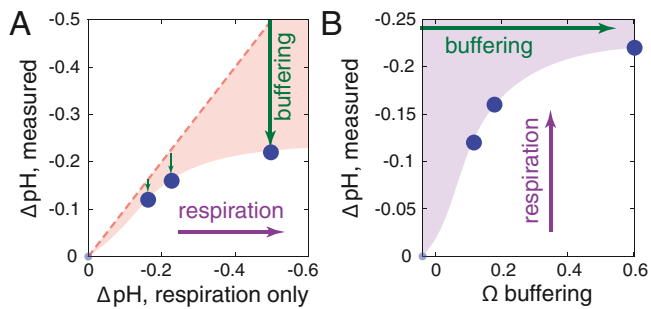 A
ΔpH, measured
-0.5
-0.4
-0.3
-0.2
-0.1
0
buffering
respiration
0
-0.2
-0.4
-0.6
ΔpH, respiration only
B
ΔpH, measured
-0.25
-0.2
-0.15
-0.1
-0.05
0
buffering
respiration
0
0.2
0.4
0.6
Ω buffering